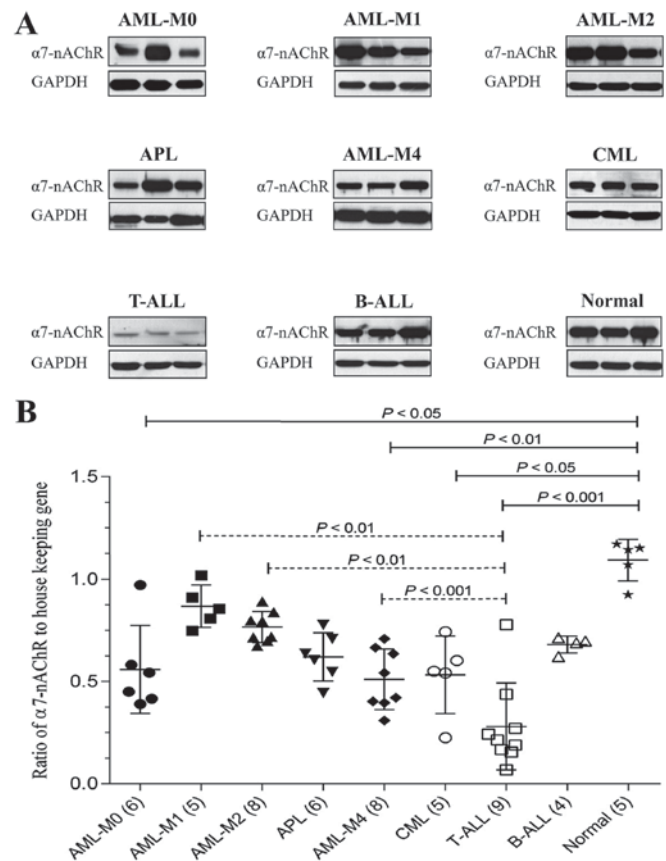 A
AML-M0 AML-M1 AML-M2
α7-nAChR α7-nAChR α7-nAChR
GAPDH GAPDH GAPDH
APL AML-M4 CML
α7-nAChR α7-nAChR α7-nAChR
GAPDH GAPDH GAPDH
T-ALL B-ALL Normal
α7-nAChR α7-nAChR α7-nAChR
GAPDH GAPDH GAPDH
B
P < 0.05
P < 0.01
P < 0.05
P < 0.001
P < 0.01
P < 0.01
P < 0.001
Ratio of α7-nAChR to house keeping gene
1.5
1.0
0.5
0.0
AML-M0 (6)
AML-M1 (5)
AML-M2 (8)
APL (6)
AML-M4 (8)
CML (5)
T-ALL (9)
B-ALL (4)
Normal (5)